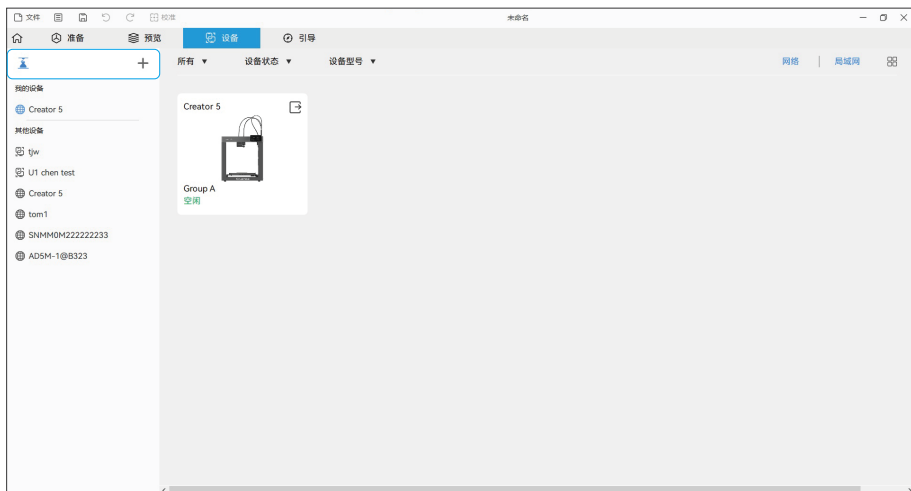 文件 校准 未命名
准备 预览 设备 引导
所有 设备状态 设备型号 网络 局域网
我的设备
Creator 5
其他设备
tjw
U1 chen test
Creator 5
tom1
SNMM0M222222233
AD5M-1@B323
Creator 5
Group A
空闲